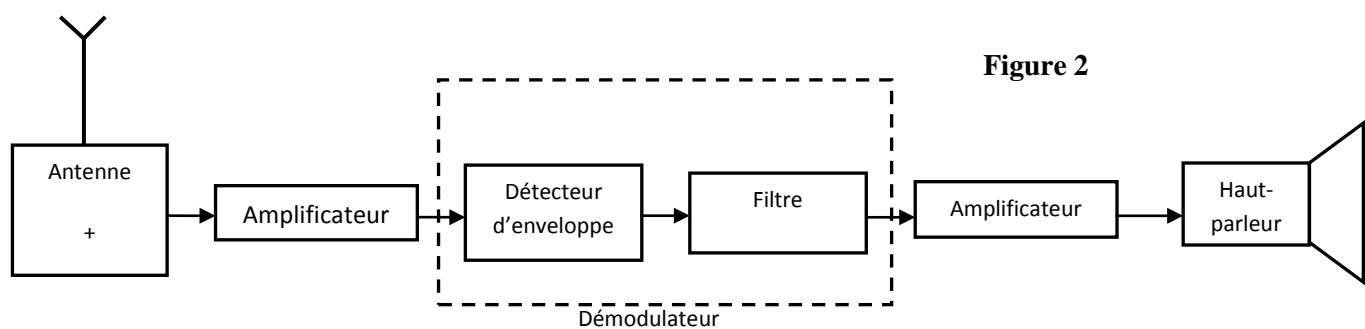 Figure 2
Antenne
+
Amplificateur
Détecteur
d'enveloppe
Filtre
Amplificateur
Haut-
parleur
Démodulateur